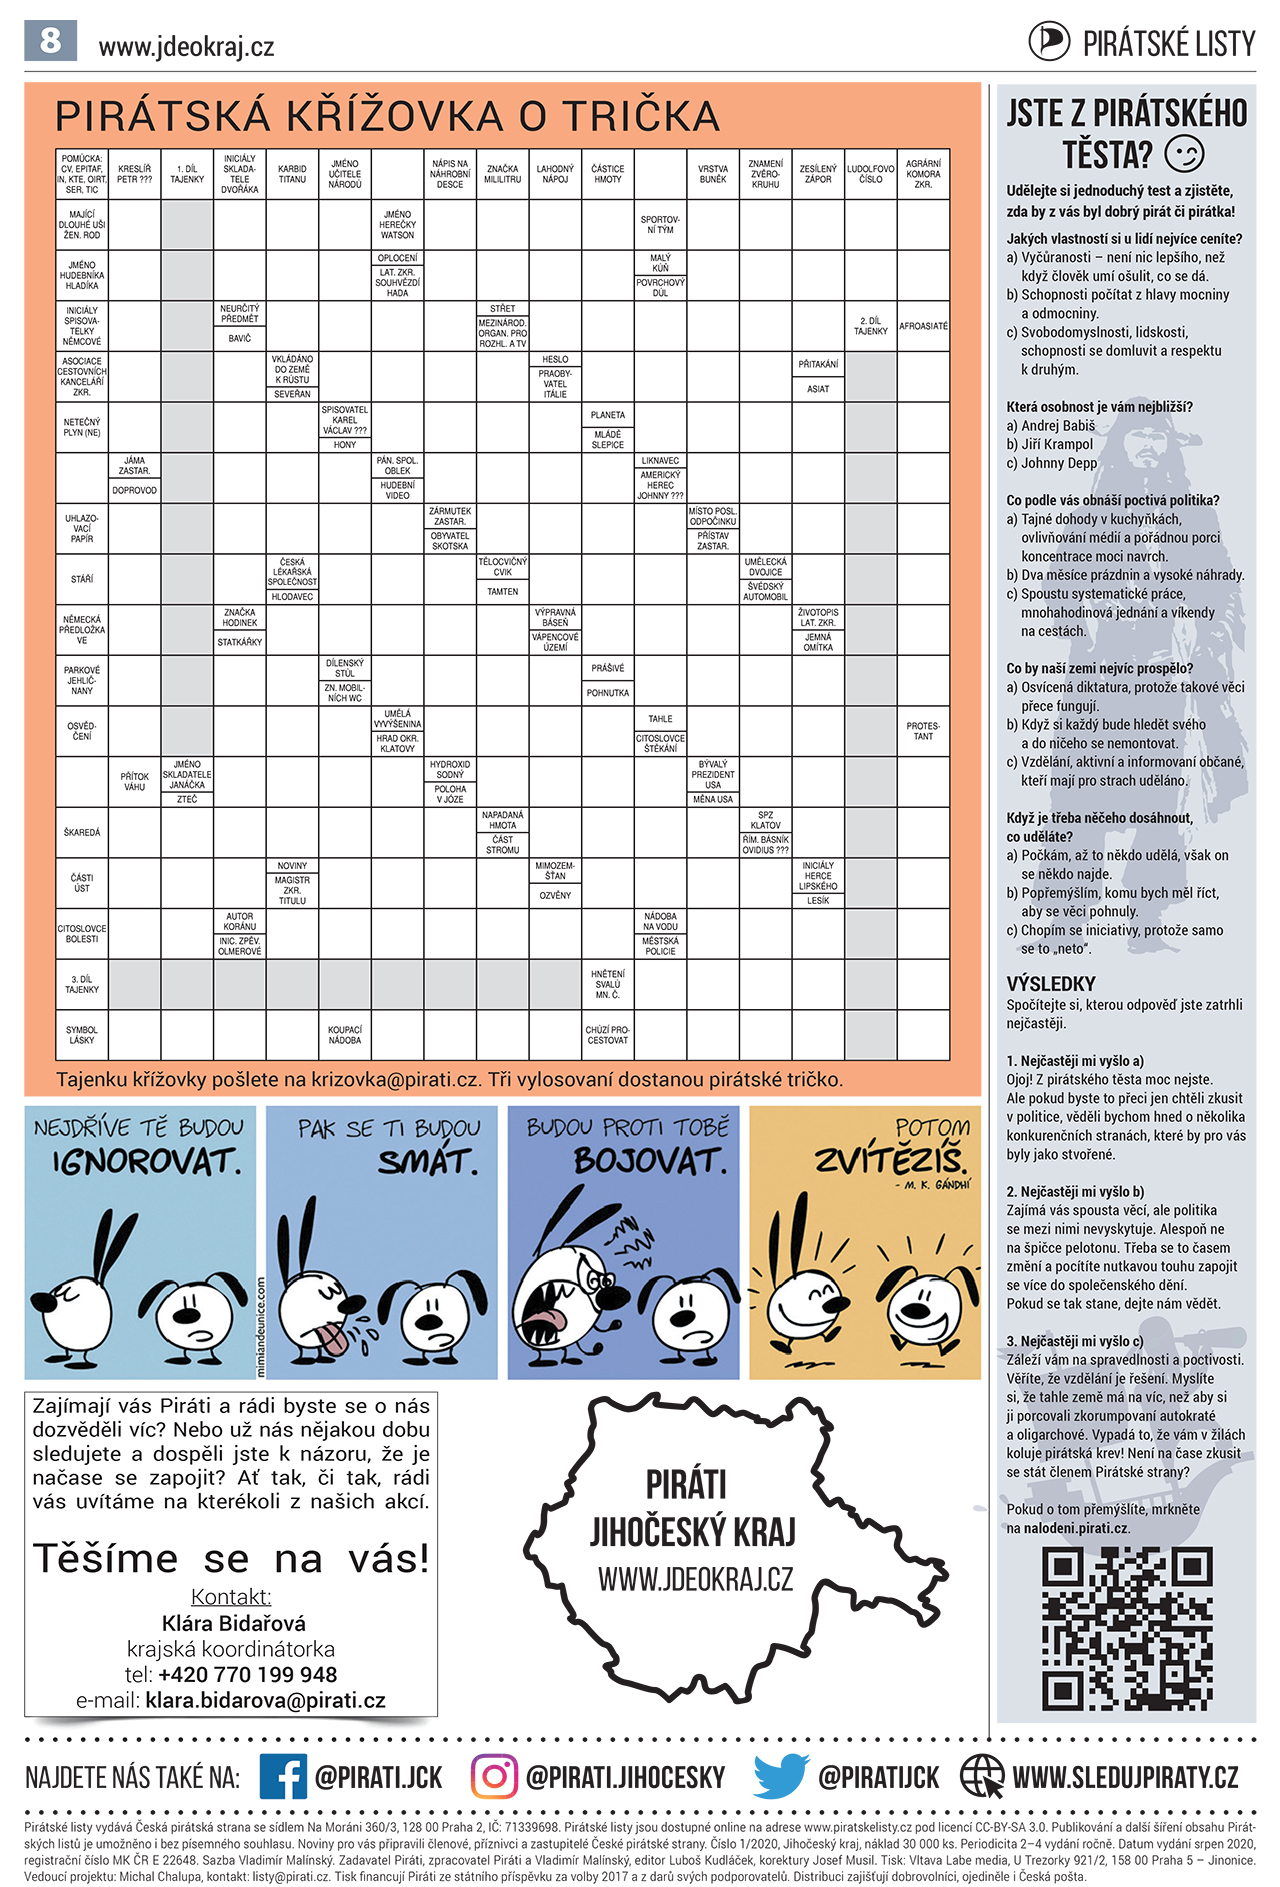 8
www.jdeokraj.cz
PIRÁTSKÉ LISTY
PIRÁTSKÁ KŘÍŽOVKA O TRIČKA
POMŮCKA:
CV, EPITAF,
IN, KTE, OIRT,
SER, TIC
KRESLÍŘ
PETR ???
1. DÍL
TAJENKY
INICIÁLY
SKLADA-
TELE
DVOŘÁKA
KARBID
TITANU
JMÉNO
UČITELE
NÁRODŮ
NÁPIS NA
NÁHROBNÍ
DESCE
ZNAČKA
MILILITRU
LAHODNÝ
NÁPOJ
ČÁSTICE
HMOTY
VRSTVA
BUNĚK
ZNAMENÍ
ZVĚRO-
KRUHU
ZESÍLENÝ
ZÁPOR
LUDOLFOVO
ČÍSLO
AGRÁRNÍ
KOMORA
ZKR.
MAJÍCÍ
DLOUHÉ UŠI
ŽEN. ROD
JMÉNO
HEREČKY
WATSON
SPORTOV-
NÍ TÝM
JMÉNO
HUDEBNÍKA
HLADÍKA
OPLOCENÍ
LAT. ZKR.
SOUHVĚZDÍ
HADA
MALÝ
KŮŇ
POVRCHOVÝ
DŮL
INICIÁLY
SPISOVA-
TELKY
NĚMCOVÉ
NEURČITÝ
PŘEDMĚT
BAVIČ
STŘET
MEZINÁROD.
ORGAN. PRO
ROZHL. A TV
2. DÍL
TAJENKY
AFROASIATÉ
ASOCIACE
CESTOVNÍCH
KANCELÁŘÍ
ZKR.
VKLÁDÁNO
DO ZEMĚ
K RŮSTU
SEVEŘAN
HESLO
PRAOBY-
VATEL
ITÁLIE
PŘITAKÁNÍ
ASIAT
NETEČNÝ
PLYN (NE)
SPISOVATEL
KAREL
VÁCLAV ???
HONY
PLANETA
MLÁDĚ
SLEPICE
JÁMA
ZASTAR.
DOPROVOD
PÁN. SPOL.
OBLEK
HUDEBNÍ
VIDEO
LIKNAVEC
AMERICKÝ
HEREC
JOHNNY ???
UHLAZO-
VACÍ
PAPÍR
ZÁRMUTEK
ZASTAR.
OBYVATEL
SKOTSKA
MÍSTO POSL.
ODPOČINKU
PŘÍSTAV
ZASTAR.
STÁŘÍ
ČESKÁ
LÉKAŘSKÁ
SPOLEČNOST
HLODAVEC
TĚLOCVIČNÝ
CVIK
TAMTEN
UMĚLECKÁ
DVOJICE
ŠVÉDSKÝ
AUTOMOBIL
NĚMECKÁ
PŘEDLOŽKA
VE
ZNAČKA
HODINEK
STATKÁŘKY
VÝPRAVNÁ
BÁSEŇ
VÁPENCOVÉ
ÚZEMÍ
ŽIVOTOPIS
LAT. ZKR.
JEMNÁ
OMÍTKA
PARKOVÉ
JEHLIČ-
NANY
DÍLENSKÝ
STŮL
ZN. MOBIL-
NÍCH WC
PRÁŠIVÉ
POHNUTKA
OSVĚD-
ČENÍ
UMĚLÁ
VYVÝŠENINA
HRAD OKR.
KLATOVY
TAHLE
CITOSLOVCE
ŠTĚKÁNÍ
PROTES-
TANT
PŘÍTOK
VÁHU
JMÉNO
SKLADATELE
JANÁČKA
ZTEČ
HYDROXID
SODNÝ
POLOHA
V JÓZE
BÝVALÝ
PREZIDENT
USA
MĚNA USA
ŠKAREDÁ
NAPADANÁ
HMOTA
ČÁST
STROMU
SPZ
KLATOV
ŘÍM. BÁSNÍK
OVIDIUS ???
ČÁSTI
ÚST
NOVINY
MAGISTR
ZKR.
TITULU
MIMOZEM-
ŠŤAN
OZVĚNY
INICIÁLY
HERCE
LIPSKÉHO
LESÍK
CITOSLOVCE
BOLESTI
AUTOR
KORÁNU
INIC. ZPĚV.
OLMEROVÉ
NÁDOBA
NA VODU
MĚSTSKÁ
POLICIE
3. DÍL
TAJENKY
HNĚTENÍ
SVALŮ
MN. Č.
SYMBOL
LÁSKY
KOUPACÍ
NÁDOBA
CHŮZÍ PRO-
CESTOVAT
Tajenku křížovky pošlete na krizovka@pirati.cz. Tři vylosovaní dostanou pirátské tričko.
NEJDŘÍVE TĚ BUDOU
IGNOROVAT.
PAK SE TI BUDOU
SMÁT.
BUDOU PROTI TOBĚ
BOJOVAT.
POTOM
ZVÍTĚZÍŠ.
- M. K. GÁNDHÍ
mimiandeunice.com
Zajímají vás Piráti a rádi byste se o nás
dozvěděli víc? Nebo už nás nějakou dobu
sledujete a dospěli jste k názoru, že je
načase se zapojit? Ať tak, či tak, rádi
vás uvítáme na kterékoli z našich akcí.
Těšíme se na vás!
Kontakt:
Klára Bidařová
krajská koordinátorka
tel: +420 770 199 948
e-mail: klara.bidarova@pirati.cz
PIRÁTI
JIHOČESKÝ KRAJ
WWW.JDEOKRAJ.CZ
JSTE Z PIRÁTSKÉHO
TĚSTA?
Udělejte si jednoduchý test a zjistěte,
zda by z vás byl dobrý pirát či pirátka!
Jakých vlastností si u lidí nejvíce ceníte?
a) Vyčůranosti – není nic lepšího, než
když člověk umí ošulit, co se dá.
b) Schopnosti počítat z hlavy mocniny
a odmocniny.
c) Svobodomyslnosti, lidskosti,
schopnosti se domluvit a respektu
k druhým.
Která osobnost je vám nejbližší?
a) Andrej Babiš
b) Jiří Krampol
c) Johnny Depp
Co podle vás obnáší poctivá politika?
a) Tajné dohody v kuchyňkách,
ovlivňování médií a pořádnou porci
koncentrace moci navrch.
b) Dva měsíce prázdnin a vysoké náhrady.
c) Spoustu systematické práce,
mnohahodinová jednání a víkendy
na cestách.
Co by naší zemi nejvíc prospělo?
a) Osvícená diktatura, protože takové věci
přece fungují.
b) Když si každý bude hledět svého
a do ničeho se nemontovat.
c) Vzdělání, aktivní a informovaní občané,
kteří mají pro strach uděláno.
Když je třeba něčeho dosáhnout,
co uděláte?
a) Počkám, až to někdo udělá, však on
se někdo najde.
b) Popřemýšlím, komu bych měl říct,
aby se věci pohnuly.
c) Chopím se iniciativy, protože samo
se to „neto“.
VÝSLEDKY
Spočítejte si, kterou odpověď jste zatrhli
nejčastěji.
1. Nejčastěji mi vyšlo a)
Ojoj! Z pirátského těsta moc nejste.
Ale pokud byste to přeci jen chtěli zkusit
v politice, věděli bychom hned o několika
konkurenčních stranách, které by pro vás
byly jako stvořené.
2. Nejčastěji mi vyšlo b)
Zajímá vás spousta věcí, ale politika
se mezi nimi nevyskytuje. Alespoň ne
na špičce pelotonu. Třeba se to časem
změní a pocítíte nutkavou touhu zapojit
se více do společenského dění.
Pokud se tak stane, dejte nám vědět.
3. Nejčastěji mi vyšlo c)
Záleží vám na spravedlnosti a poctivosti.
Věříte, že vzdělání je řešení. Myslíte
si, že tahle země má na víc, než aby si
ji porcovali zkorumpovaní autokraté
a oligarchové. Vypadá to, že vám v žilách
koluje pirátská krev! Není na čase zkusit
se stát členem Pirátské strany?
Pokud o tom přemýšlíte, mrkněte
na nalodeni.pirati.cz.
NAJDETE NÁS TAKÉ NA:
@PIRATI.JCK
@PIRATI.JIHOCESKY
@PIRATIJCK
WWW.SLEDUJPIRATY.CZ
Pirátské listy vydává Česká pirátská strana se sídlem Na Moráni 360/3, 128 00 Praha 2, IČ: 71339698. Pirátské listy jsou dostupné online na adrese www.piratskelisty.cz pod licencí CC-BY-SA 3.0. Publikování a další šíření obsahu Pirát-
ských listů je umožněno i bez písemného souhlasu. Noviny pro vás připravili členové, příznivci a zastupitelé České pirátské strany. Číslo 1/2020, Jihočeský kraj, náklad 30 000 ks. Periodicita 2–4 vydání ročně. Datum vydání srpen 2020,
registrační číslo MK ČR E 22648. Sazba Vladimír Malínský. Zadavatel Piráti, zpracovatel Piráti a Vladimír Malínský, editor Luboš Kudláček, korektury Josef Musil. Tisk: Vltava Labe media, U Trezorky 921/2, 158 00 Praha 5 – Jinonice.
Vedoucí projektu: Michal Chalupa, kontakt: listy@pirati.cz. Tisk financují Piráti ze státního příspěvku za volby 2017 a z darů svých podporovatelů. Distribuci zajišťují dobrovolníci, ojediněle i Česká pošta.